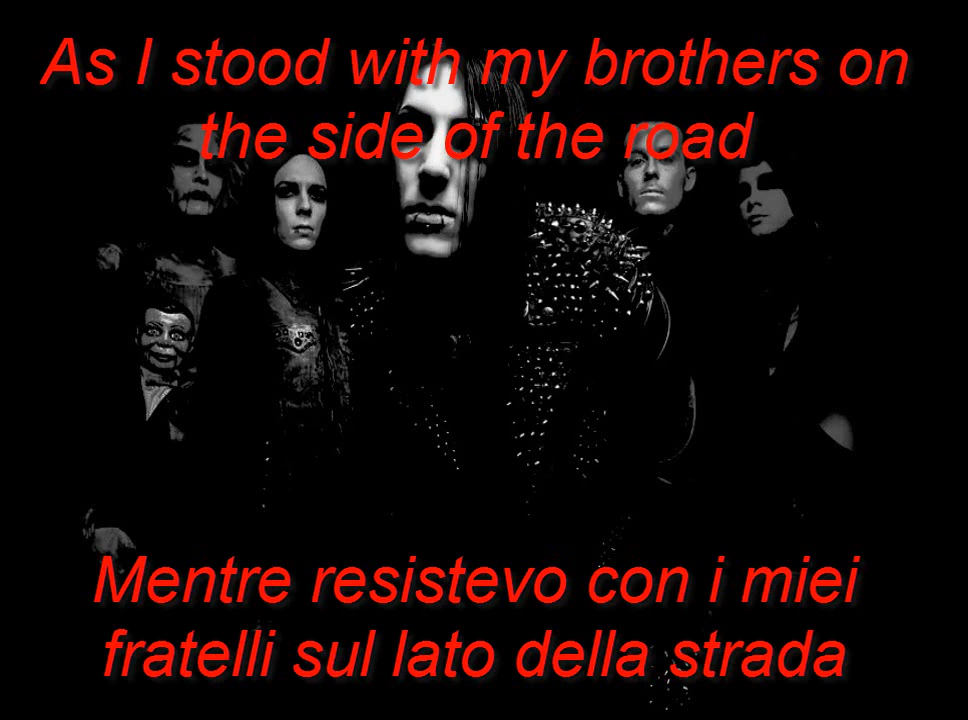 As I stood with my brothers on
the side of the road
Mentre resistevo con i miei
fratelli sul lato della strada